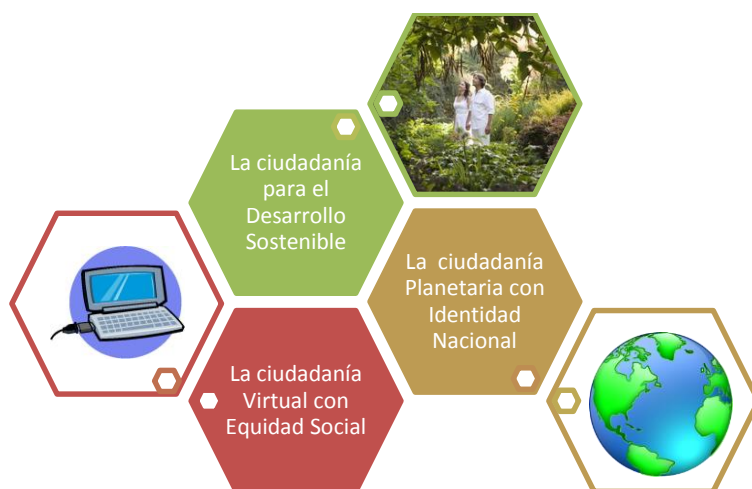 La ciudadanía
para el
Desarrollo
Sostenible
La ciudadanía
Planetaria con
Identidad
Nacional
La ciudadanía
Virtual con
Equidad Social